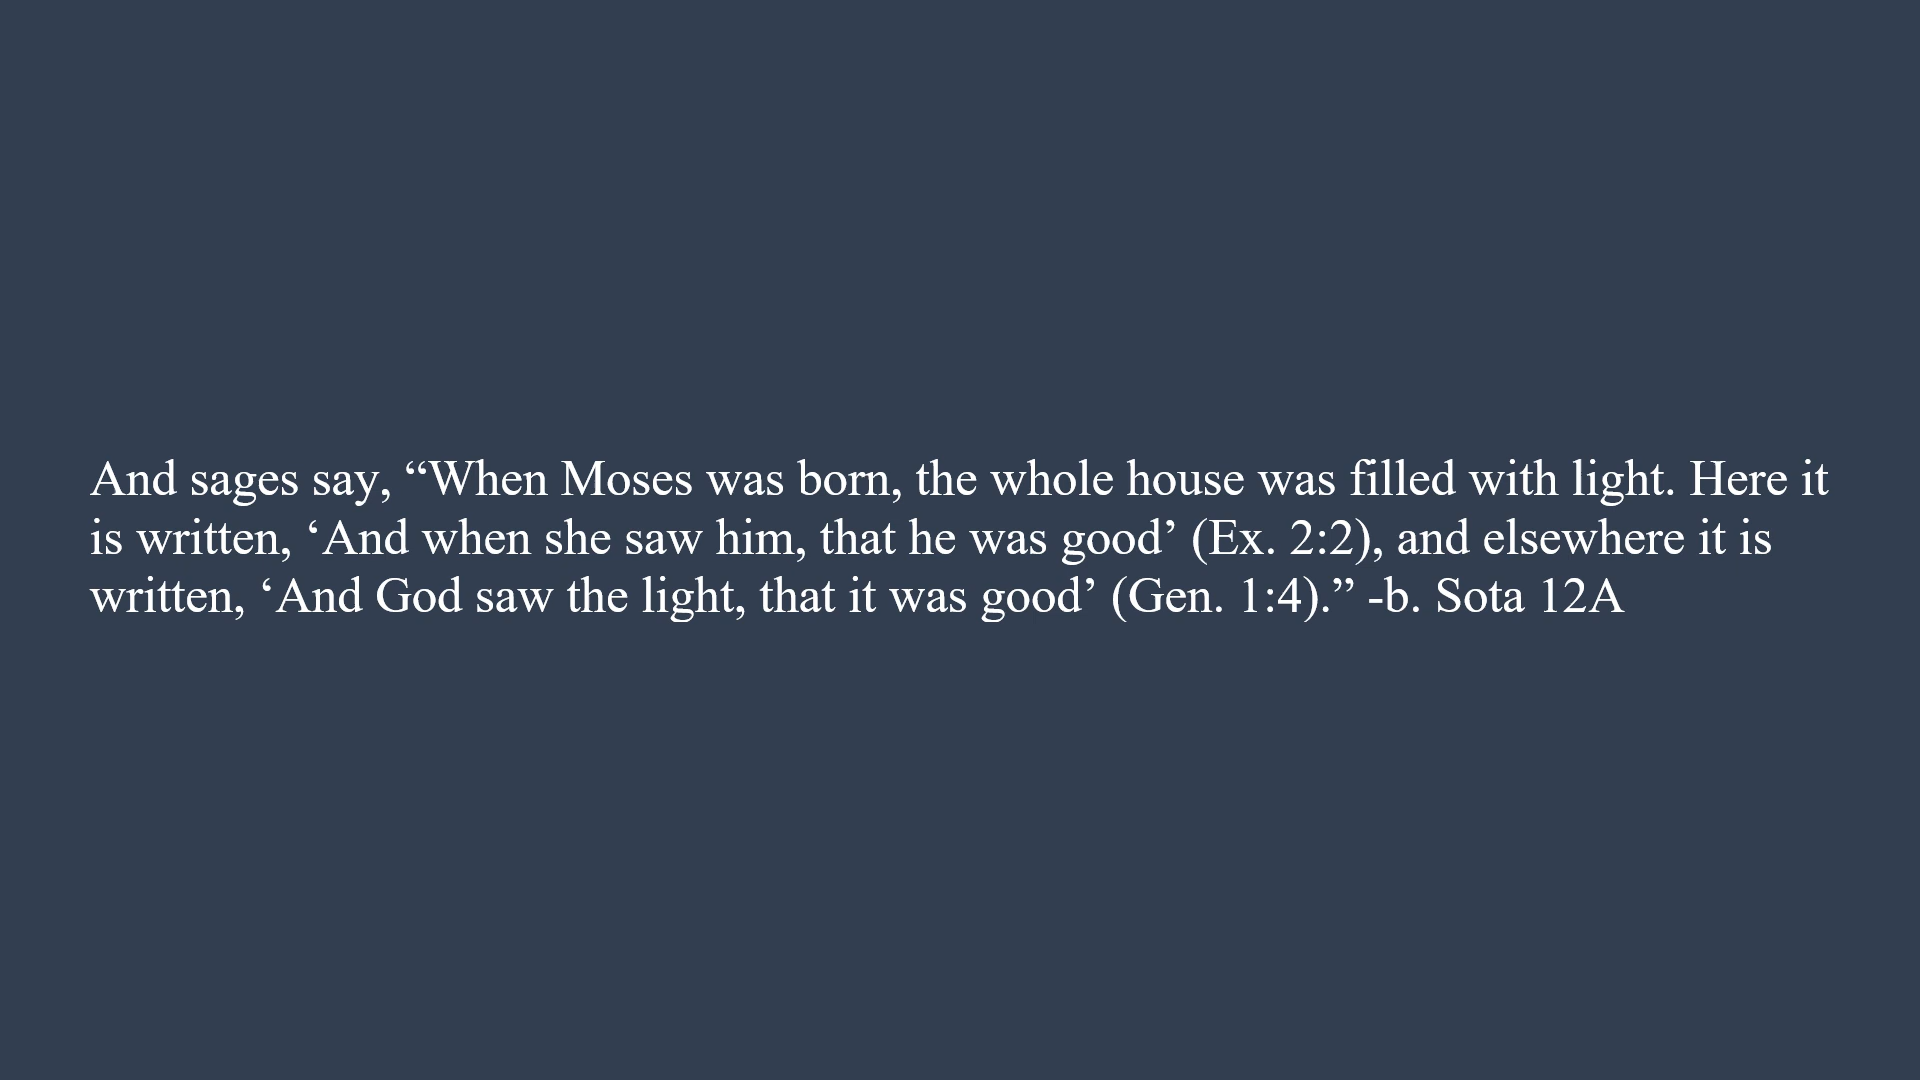 And sages say, “When Moses was born, the whole house was filled with light. Here it
is written, ‘And when she saw him, that he was good’ (Ex. 2:2), and elsewhere it is
written, ‘And God saw the light, that it was good’ (Gen. 1:4).” -b. Sota 12A